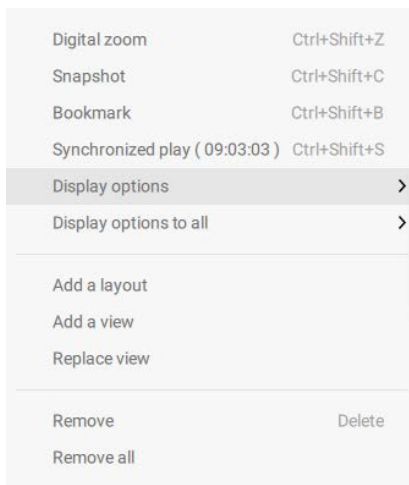 Digital zoom Ctrl+Shift+Z
Snapshot Ctrl+Shift+C
Bookmark Ctrl+Shift+B
Synchronized play ( 09:03:03 ) Ctrl+Shift+S
Display options
Display options to all
Add a layout
Add a view
Replace view
Remove Delete
Remove all